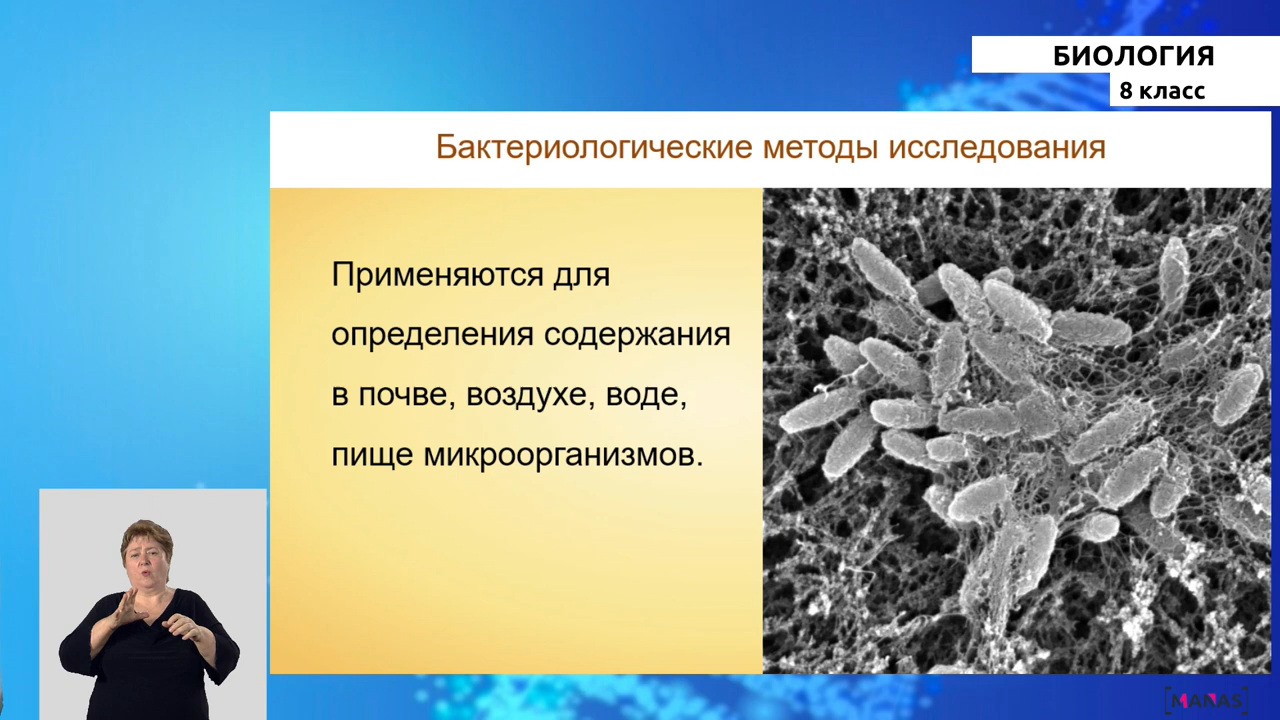 БИОЛОГИЯ
8 класс
Бактериологические методы исследования
Применяются для
определения содержания
в почве, воздухе, воде,
пище микроорганизмов.
MANAS